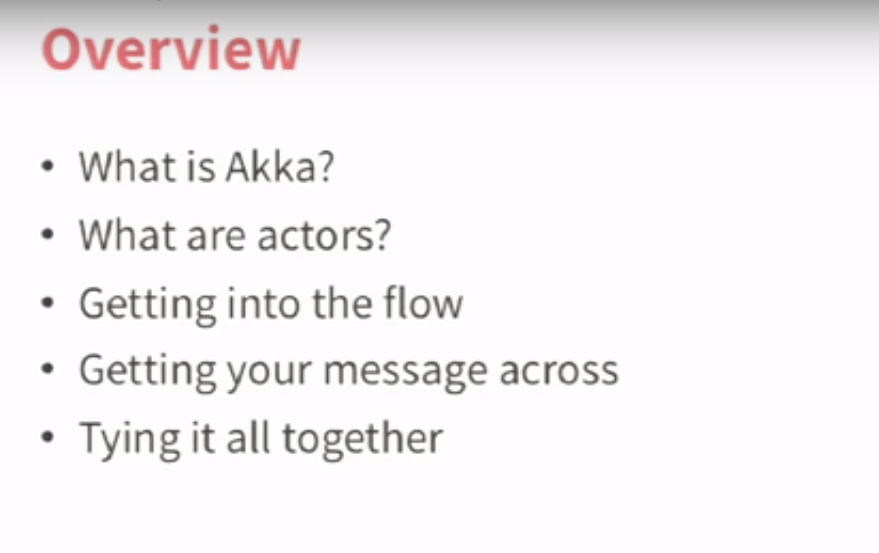 Overview
• What is Akka?
• What are actors?
• Getting into the flow
• Getting your message across
• Tying it all together